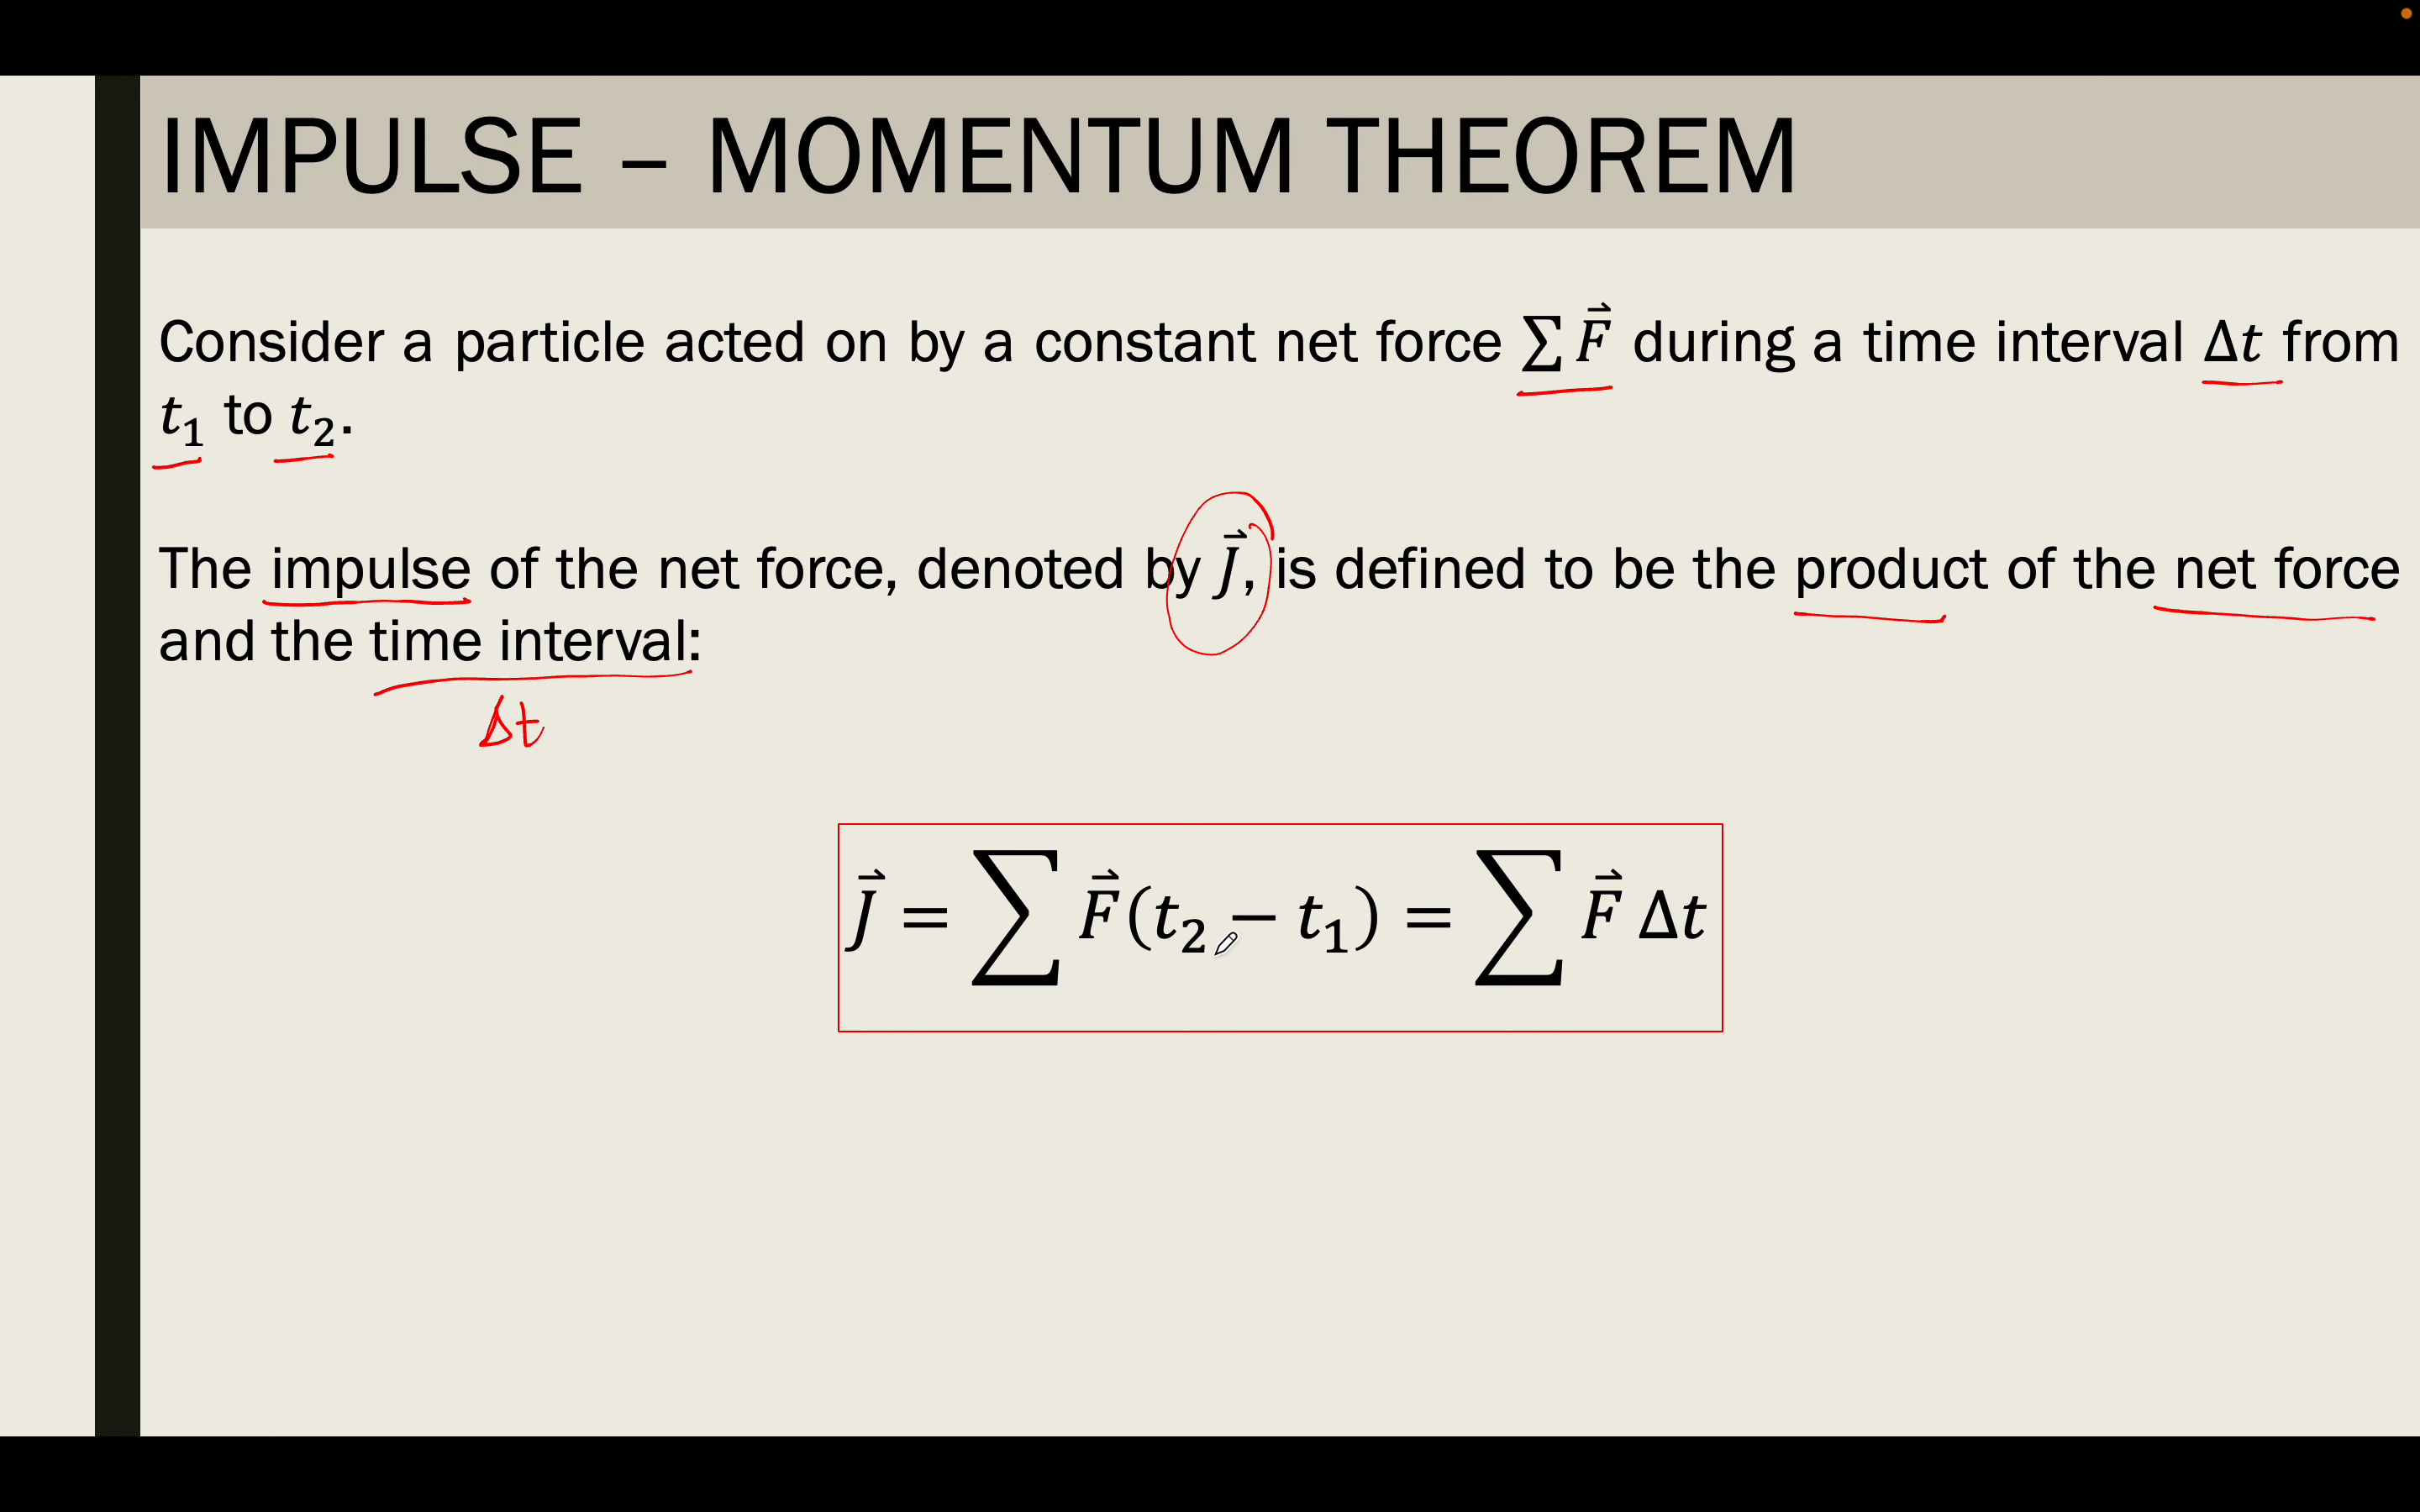 IMPULSE – MOMENTUM THEOREM
Consider a particle acted on by a constant net force ∑ F⃗ during a time interval Δt from
t₁ to t₂.
The impulse of the net force, denoted by J⃗, is defined to be the product of the net force
and the time interval:
Δt
J⃗ = ∑ F⃗(t₂ − t₁) = ∑ F⃗ Δt